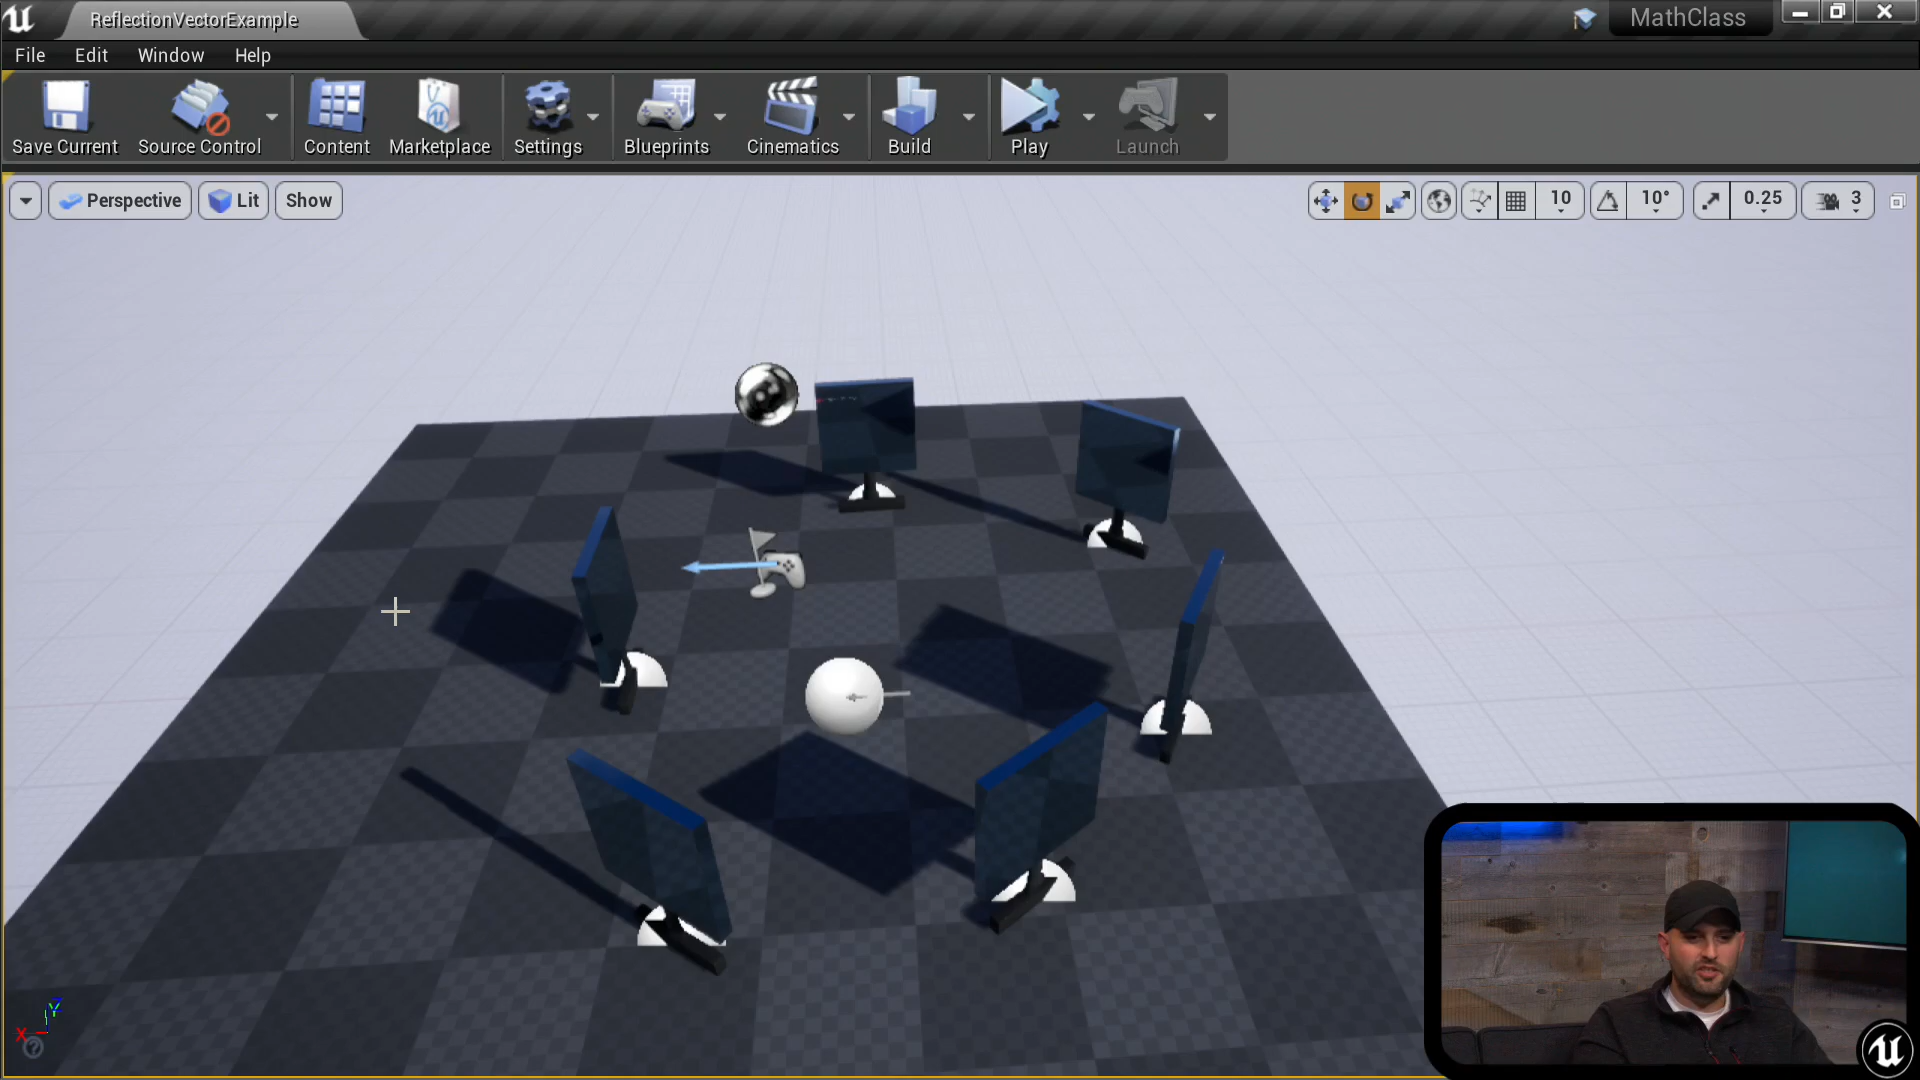 ReflectionVectorExample
MathClass
File Edit Window Help
Save Current Source Control Content Marketplace Settings Blueprints Cinematics Build Play Launch
Perspective Lit Show 10 10° 0.25 3
Y
X